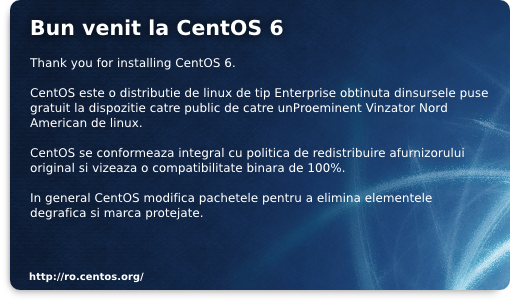 Bun venit la CentOS 6
Thank you for installing CentOS 6.
CentOS este o distributie de linux de tip Enterprise obtinuta dinsursele puse
gratuit la dispozitie catre public de catre unProeminent Vinzator Nord
American de linux.
CentOS se conformeaza integral cu politica de redistribuire afurnizorului
original si vizeaza o compatibilitate binara de 100%.
In general CentOS modifica pachetele pentru a elimina elementele
degrafica si marca protejate.
http://ro.centos.org/